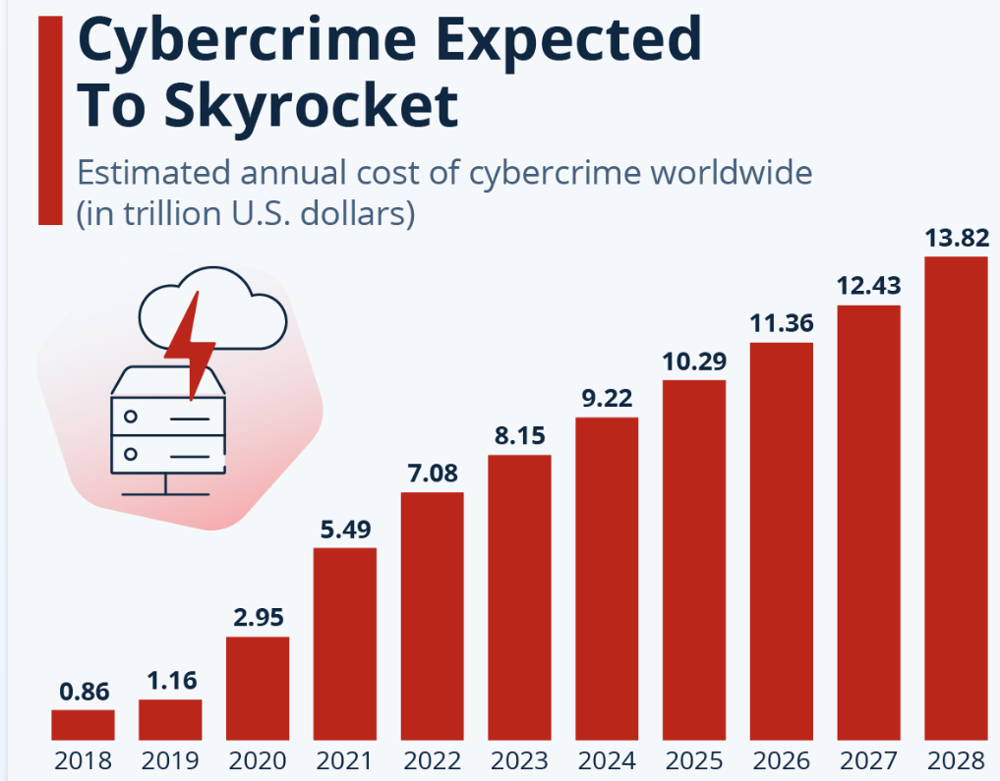 Cybercrime Expected
To Skyrocket
Estimated annual cost of cybercrime worldwide
(in trillion U.S. dollars)
13.82
12.43
11.36
10.29
9.22
8.15
7.08
5.49
2.95
1.16
0.86
2018 2019 2020 2021 2022 2023 2024 2025 2026 2027 2028